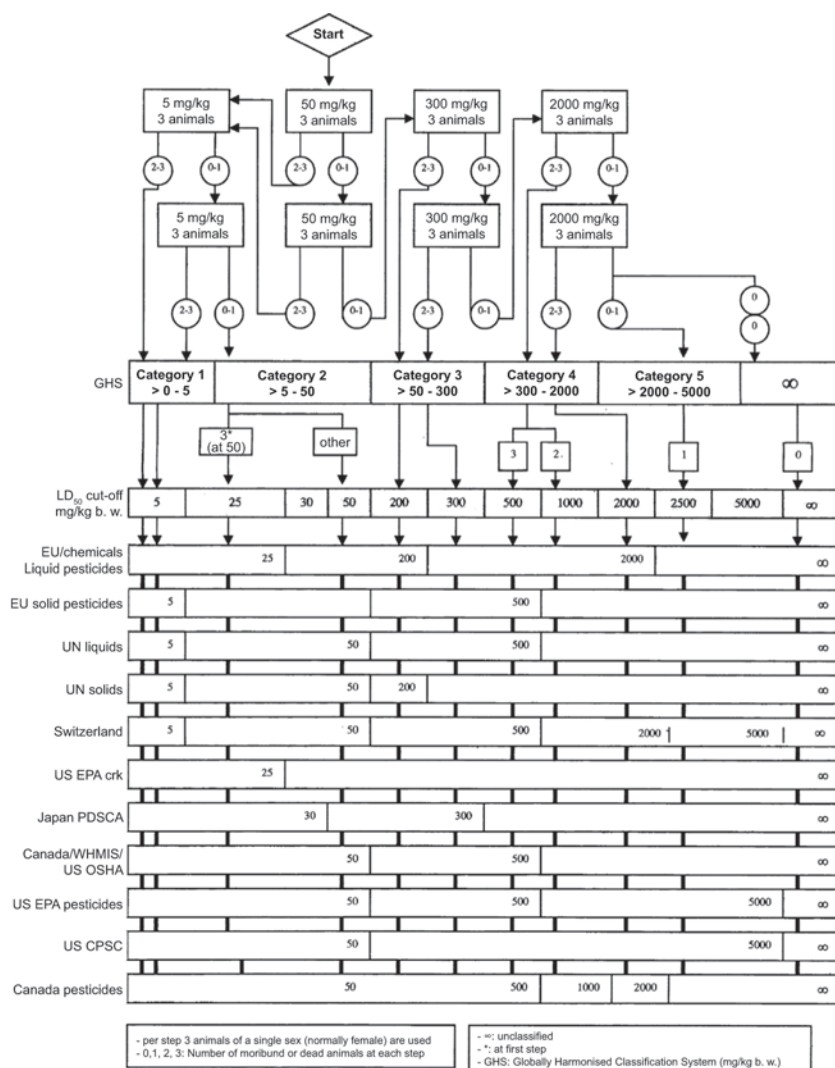 Start
5 mg/kg
3 animals
50 mg/kg
3 animals
300 mg/kg
3 animals
2000 mg/kg
3 animals
2-3
0-1
2-3
0-1
2-3
0-1
2-3
0-1
5 mg/kg
3 animals
50 mg/kg
3 animals
300 mg/kg
3 animals
2000 mg/kg
3 animals
2-3
0-1
2-3
0-1
2-3
0-1
2-3
0-1
0
0
GHS
Category 1
> 0 - 5
Category 2
> 5 - 50
Category 3
> 50 - 300
Category 4
> 300 - 2000
Category 5
> 2000 - 5000
∞
3*
(at 50)
other
3
2.
1
0
LD50 cut-off
mg/kg b. w.
5 25 30 50 200 300 500 1000 2000 2500 5000 ∞
EU/chemicals
Liquid pesticides
25 200 2000 ∞
EU solid pesticides 5 500 ∞
UN liquids 5 50 500 ∞
UN solids 5 50 200 ∞
Switzerland 5 50 500 2000 5000 ∞
US EPA crk 25 ∞
Japan PDSCA 30 300 ∞
Canada/WHMIS/
US OSHA
50 500 ∞
US EPA pesticides 50 500 5000 ∞
US CPSC 50 5000 ∞
Canada pesticides 50 500 1000 2000 ∞
- per step 3 animals of a single sex (normally female) are used
- 0,1, 2, 3: Number of moribund or dead animals at each step
- ∞: unclassified
- *: at first step
- GHS: Globally Harmonised Classification System (mg/kg b. w.)